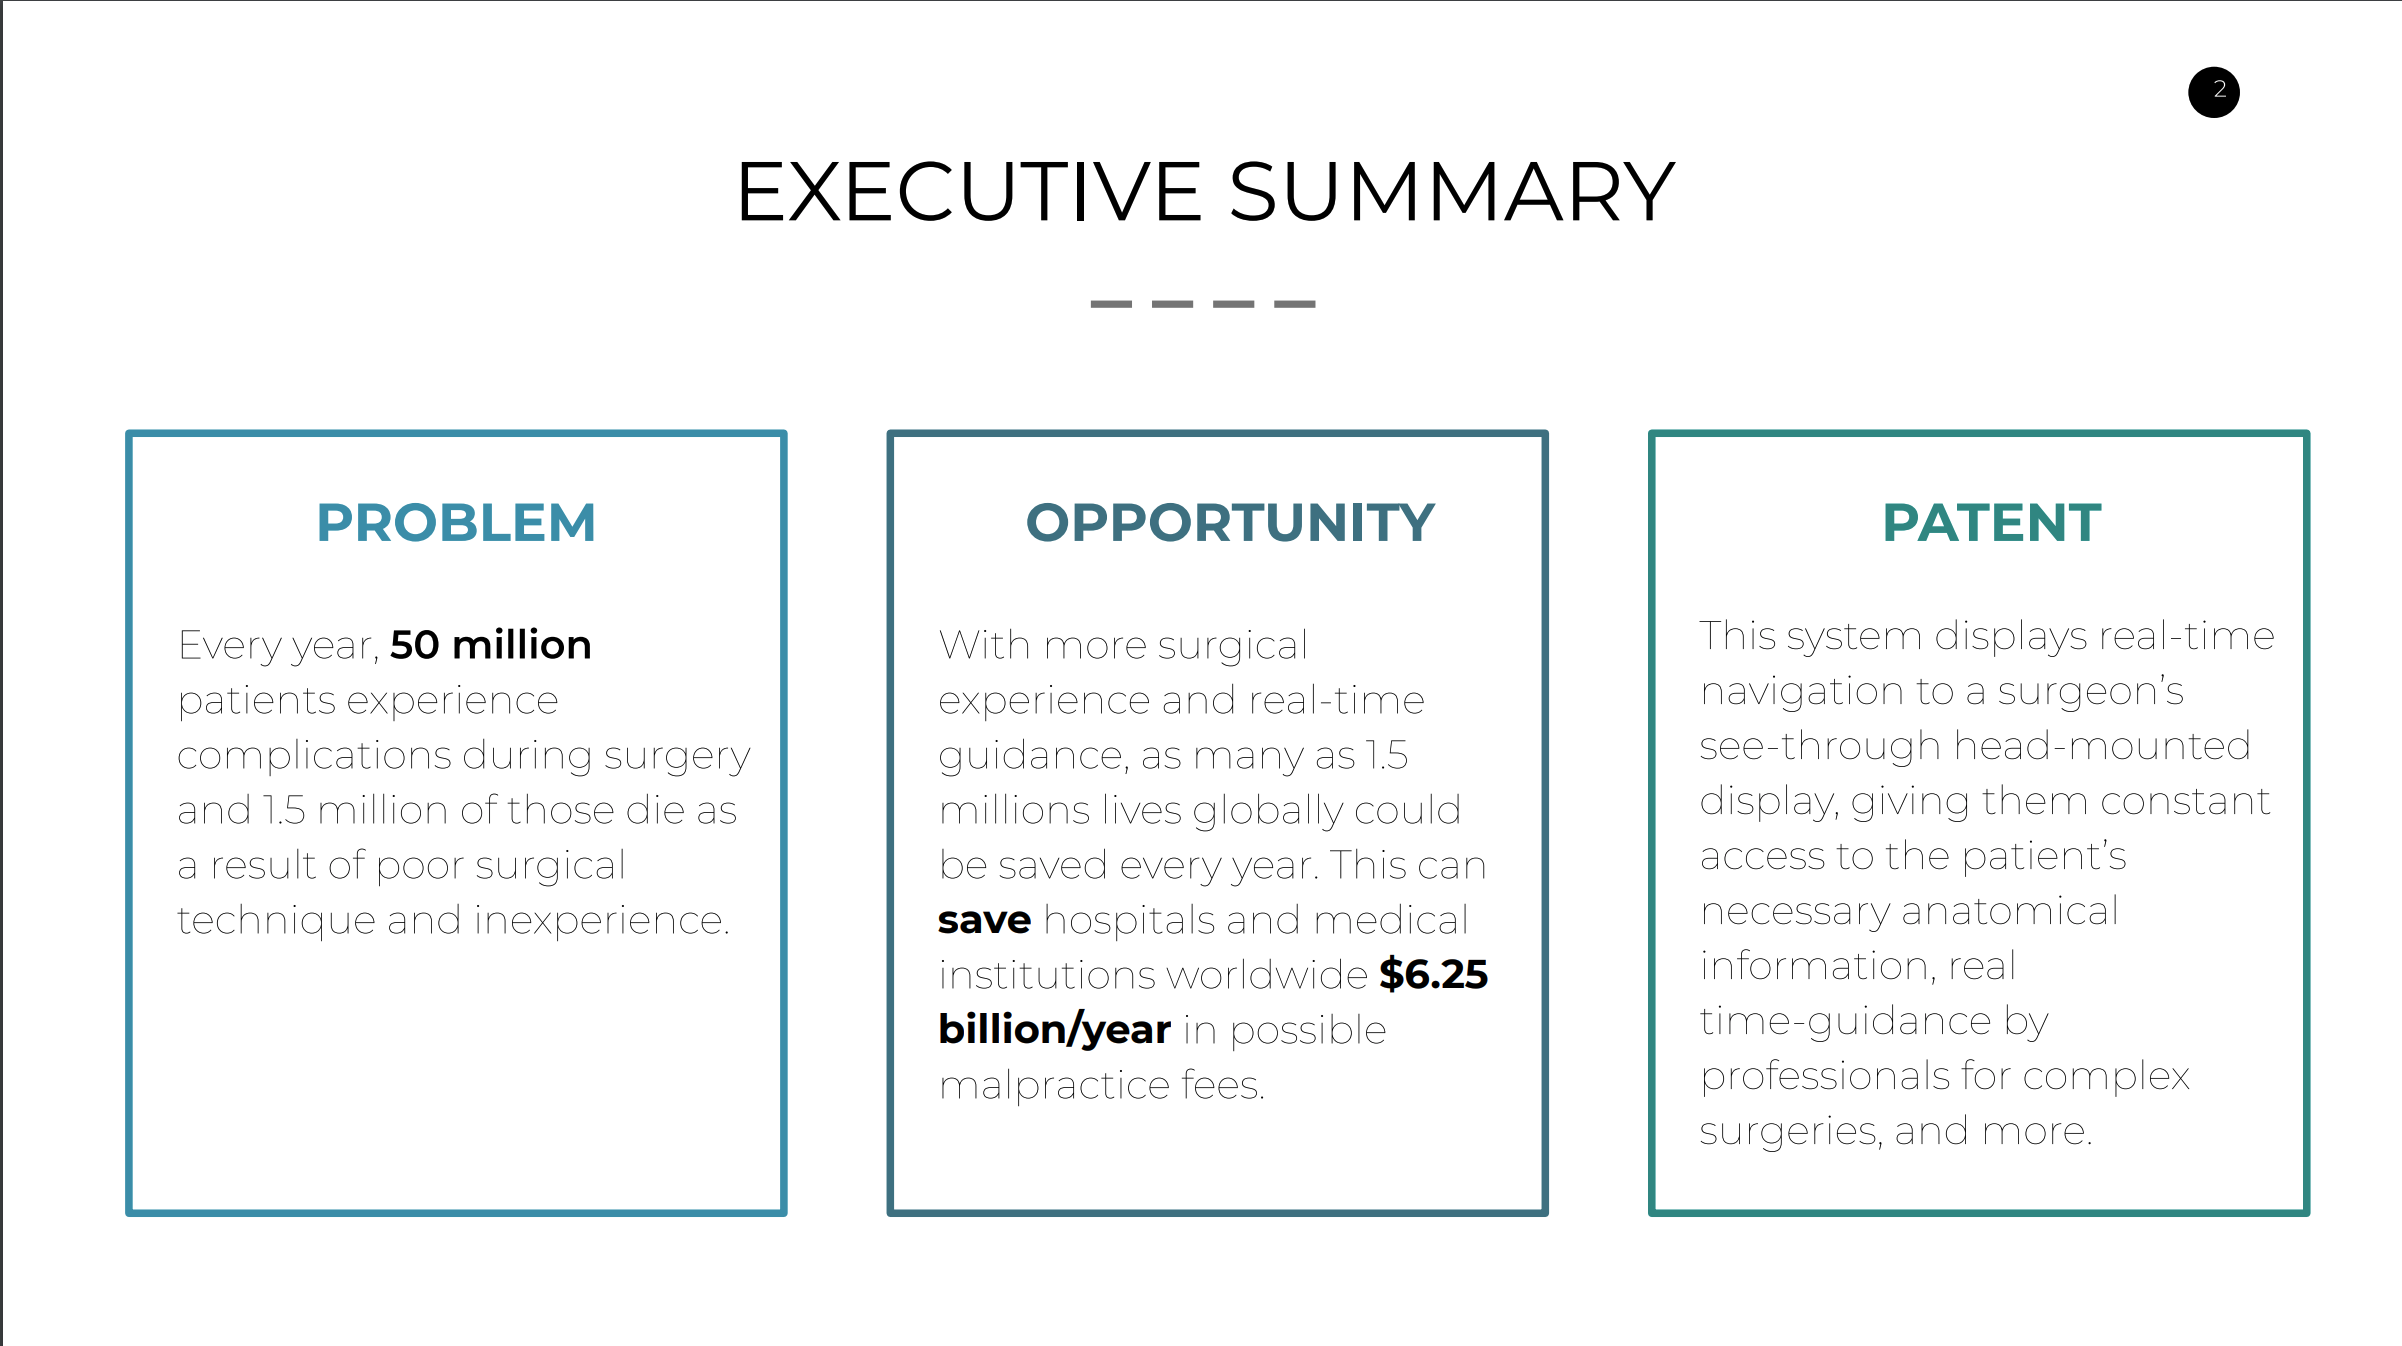 2
EXECUTIVE SUMMARY
PROBLEM
Every year, 50 million
patients experience
complications during surgery
and 1.5 million of those die as
a result of poor surgical
technique and inexperience.
OPPORTUNITY
With more surgical
experience and real-time
guidance, as many as 1.5
millions lives globally could
be saved every year. This can
save hospitals and medical
institutions worldwide $6.25
billion/year in possible
malpractice fees.
PATENT
This system displays real-time
navigation to a surgeon’s
see-through head-mounted
display, giving them constant
access to the patient’s
necessary anatomical
information, real
time-guidance by
professionals for complex
surgeries, and more.